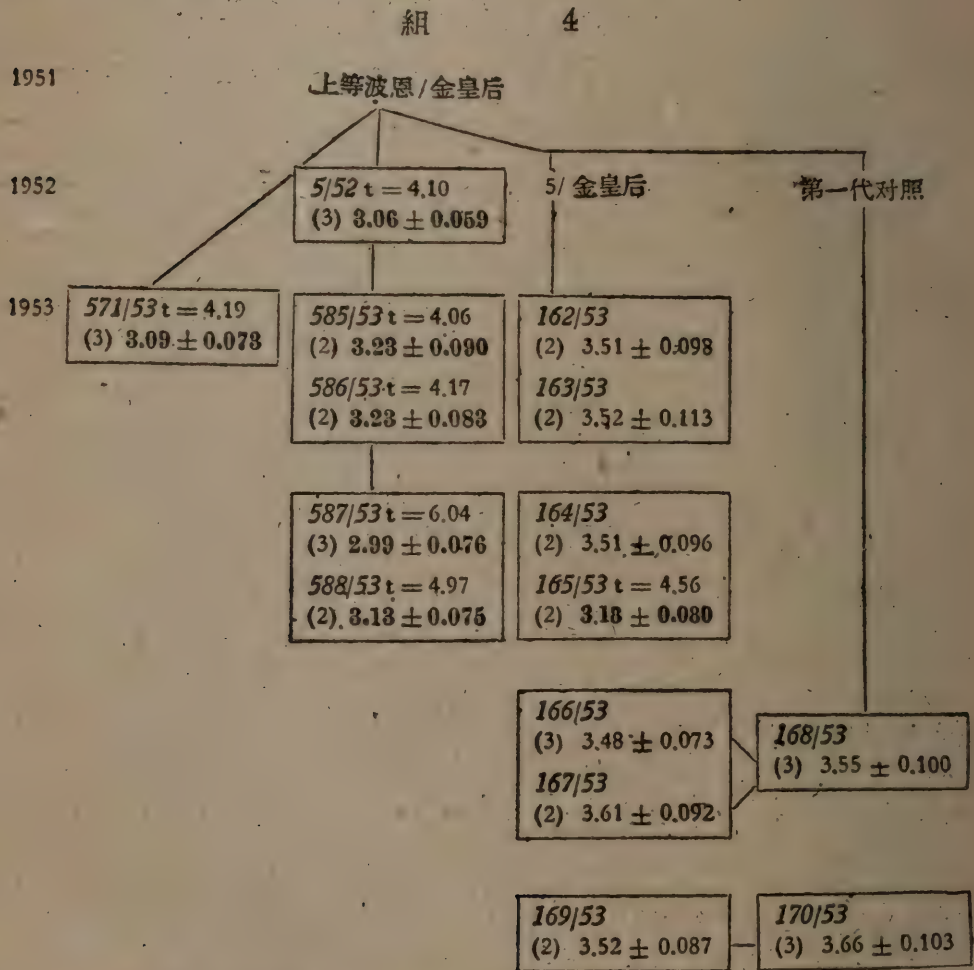 組 4
1951
上等波恩/金皇后
1952
5/52 t = 4.10
(3) 3.06 ± 0.059
5/ 金皇后
第一代対照
1953
571/53 t = 4.19
(3) 3.09 ± 0.073
585/53 t = 4.06
(2) 3.23 ± 0.090
586/53 t = 4.17
(2) 3.23 ± 0.083
162/53
(2) 3.51 ± 0.098
163/53
(2) 3.52 ± 0.113
587/53 t = 6.04
(3) 2.99 ± 0.076
588/53 t = 4.97
(2) 3.13 ± 0.075
164/53
(2) 3.51 ± 0.096
165/53 t = 4.56
(2) 3.13 ± 0.080
166/53
(3) 3.48 ± 0.073
167/53
(2) 3.61 ± 0.092
168/53
(3) 3.55 ± 0.100
169/53
(2) 3.52 ± 0.087
170/53
(3) 3.66 ± 0.103